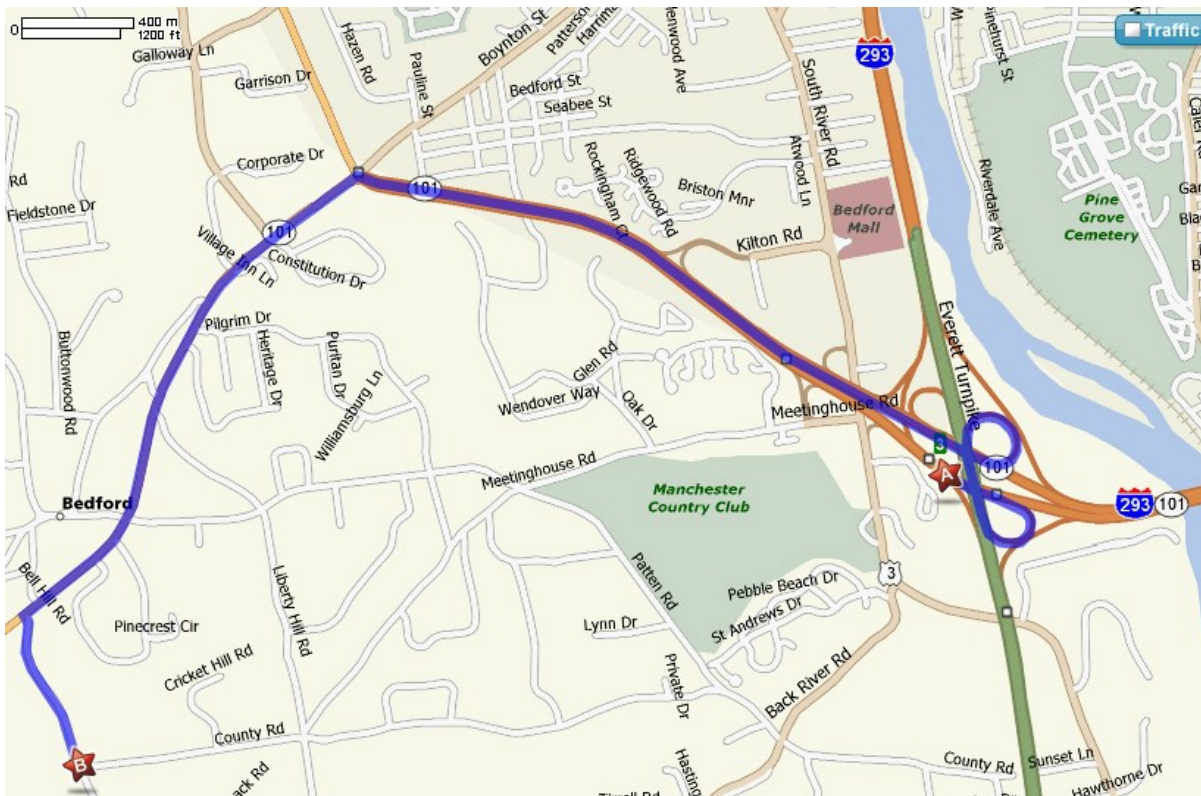 0
400 m
1200 ft
Traffic
Galloway Ln
Garrison Dr
Hazen Rd
Pauline St
Boynton St
Bedford St
Seabee St
South River Rd
293
Corporate Dr
101
Rockingham Ct
Ridgewood Rd
Briston Mnr
Atwood Ln
Bedford
Mall
Kilton Rd
Riverdale Ave
Pine
Grove
Cemetery
Rd
Fieldstone Dr
101
Village Inn Ln
Constitution Dr
Everett Turnpike
Pilgrim Dr
Heritage Dr
Puritan Dr
Williamsburg Ln
Buttonwood Rd
Glen Rd
Wendover Way
Oak Dr
Meetinghouse Rd
3
A
101
293
101
Meetinghouse Rd
Manchester
Country Club
Bedford
Bell Hill Rd
Pinecrest Cir
Liberty Hill Rd
Patten Rd
Pebble Beach Dr
St Andrews Dr
3
Lynn Dr
Cricket Hill Rd
Private Dr
Back River Rd
County Rd
B
County Rd
Sunset Ln
Hawthorne Dr